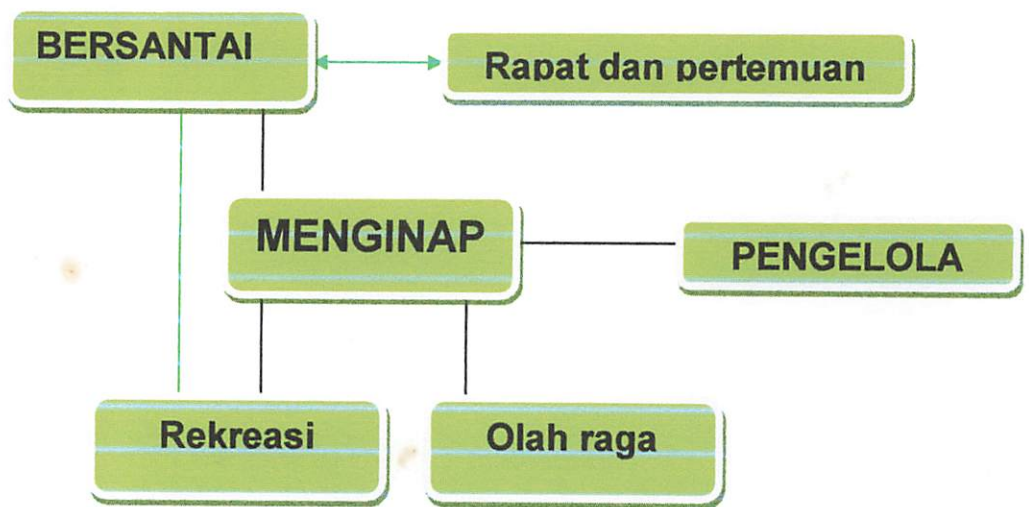 BERSANTAI
Rapat dan pertemuan
MENGINAP
PENGELOLA
Rekreasi
Olah raga